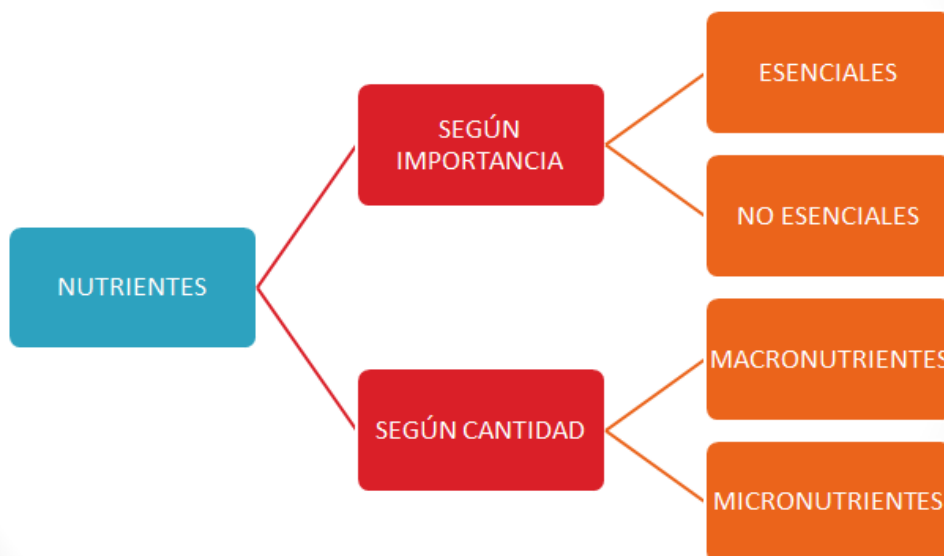 NUTRIENTES
SEGÚN
IMPORTANCIA
ESENCIALES
NO ESENCIALES
SEGÚN CANTIDAD
MACRONUTRIENTES
MICRONUTRIENTES